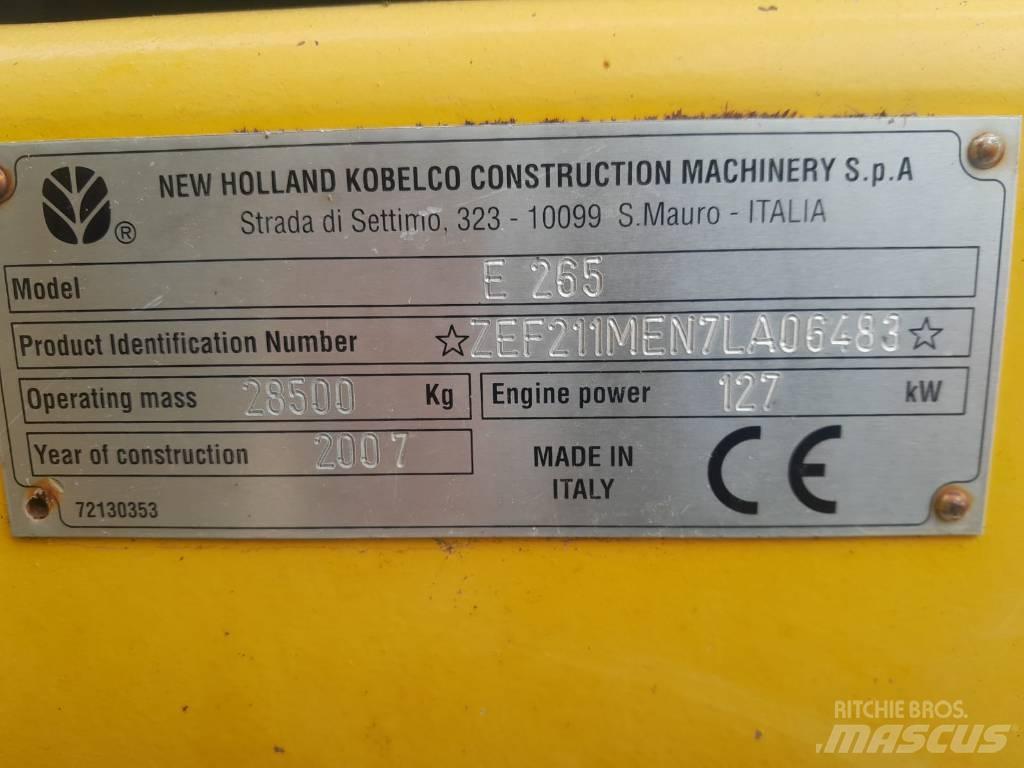 NEW HOLLAND KOBELCO CONSTRUCTION MACHINERY S.p.A
®
Strada di Settimo, 323 - 10099 S.Mauro - ITALIA
Model E 265
Product Identification Number ☆ZEF211MEN7LA06483☆
Operating mass 28500 Kg Engine power 127 kW
Year of construction 2007
MADE IN
ITALY
CE
72130353
RITCHIE BROS.
MASCUS